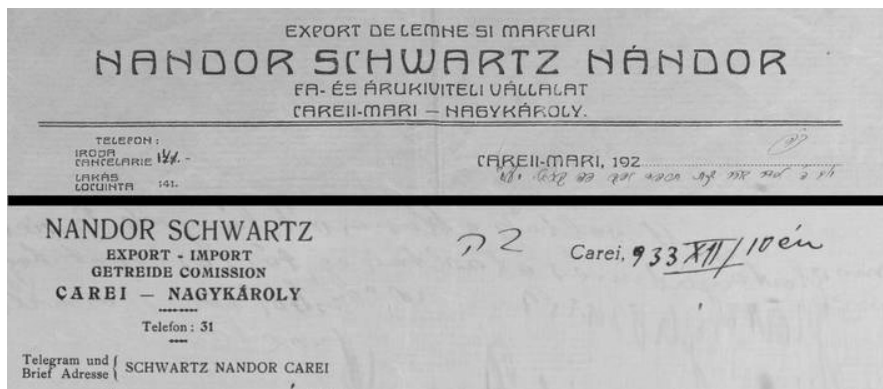 EXPORT DE LEMNE SI MARFURI
NANDOR SCHWARTZ NÁNDOR
FA- ÉS ÁRUKIVITELI VÁLLALAT
CAREII-MARI — NAGYKÁROLY.
TELEFON:
IRODA
CANCELARIE
LAKÁS
LOCUINTA 141.
CAREII-MARI, 192
NANDOR SCHWARTZ
EXPORT - IMPORT
GETREIDE COMISSION
CAREI — NAGYKÁROLY
Telefon: 31
Telegram und
Brief Adresse { SCHWARTZ NANDOR CAREI
Carei, 933 XII/10 én